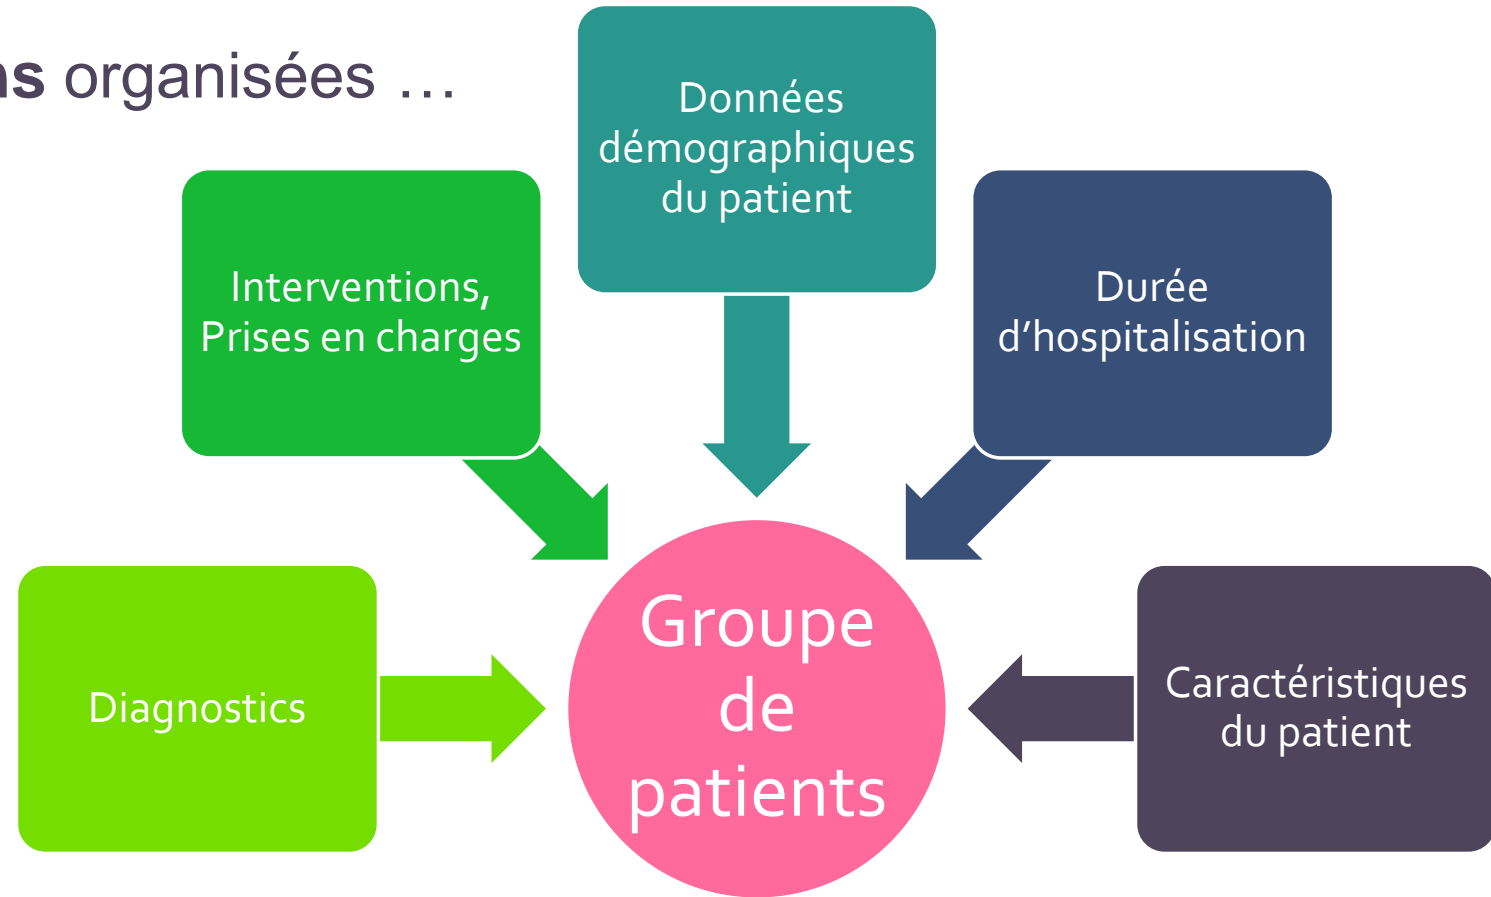 ns organisées …
Données
démographiques
du patient
Interventions,
Prises en charges
Durée
d’hospitalisation
Diagnostics
Groupe
de
patients
Caractéristiques
du patient